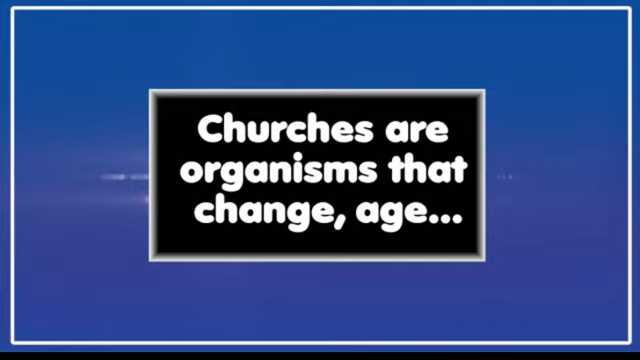 Churches are
organisms that
change, age...